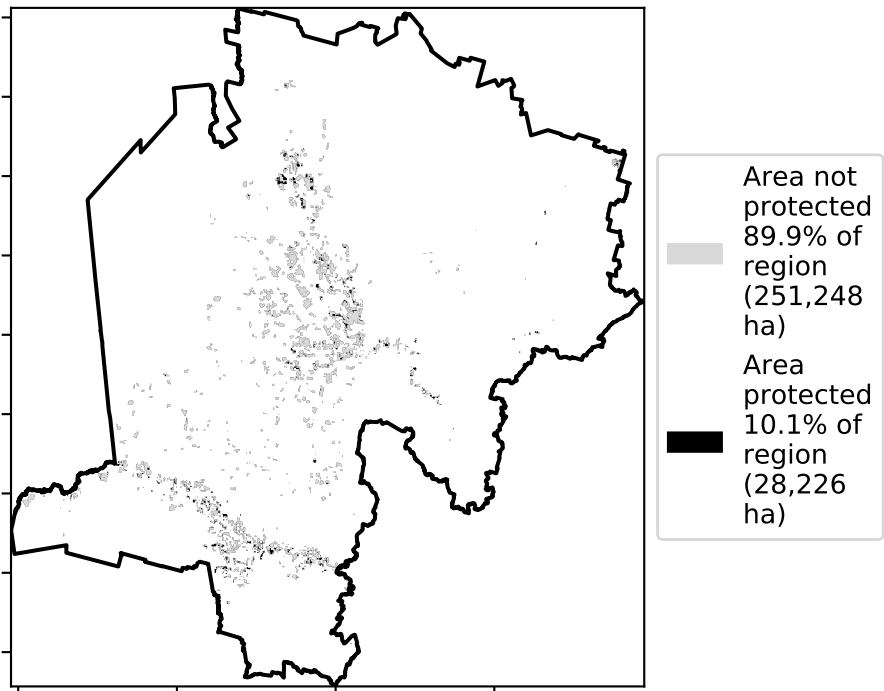 Area not
protected
89.9% of
region
(251,248
ha)
Area
protected
10.1% of
region
(28,226
ha)